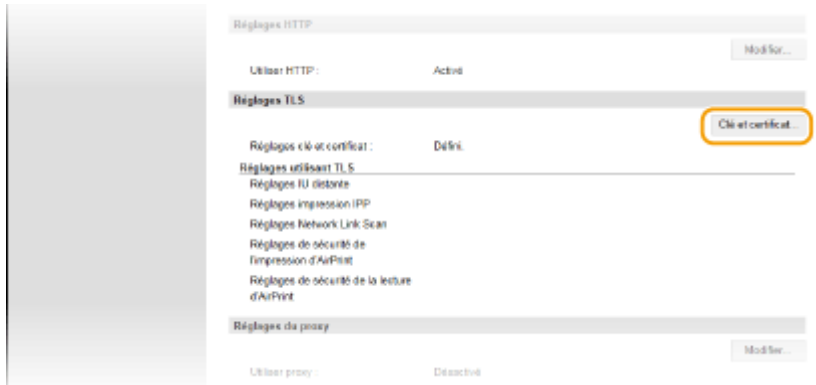 Réglages HTTP
Modifier...
Utiliser HTTP : Activé
Réglages TLS
Clé et certificat...
Réglages clé et certificat : Défini.
Réglages utilisant TLS
Réglages IU distante
Réglages impression IPP
Réglages Network Link Scan
Réglages de sécurité de
l'impression d'AirPrint
Réglages de sécurité de la lecture
d'AirPrint
Réglages du proxy
Modifier...
Utiliser proxy : Désactivé